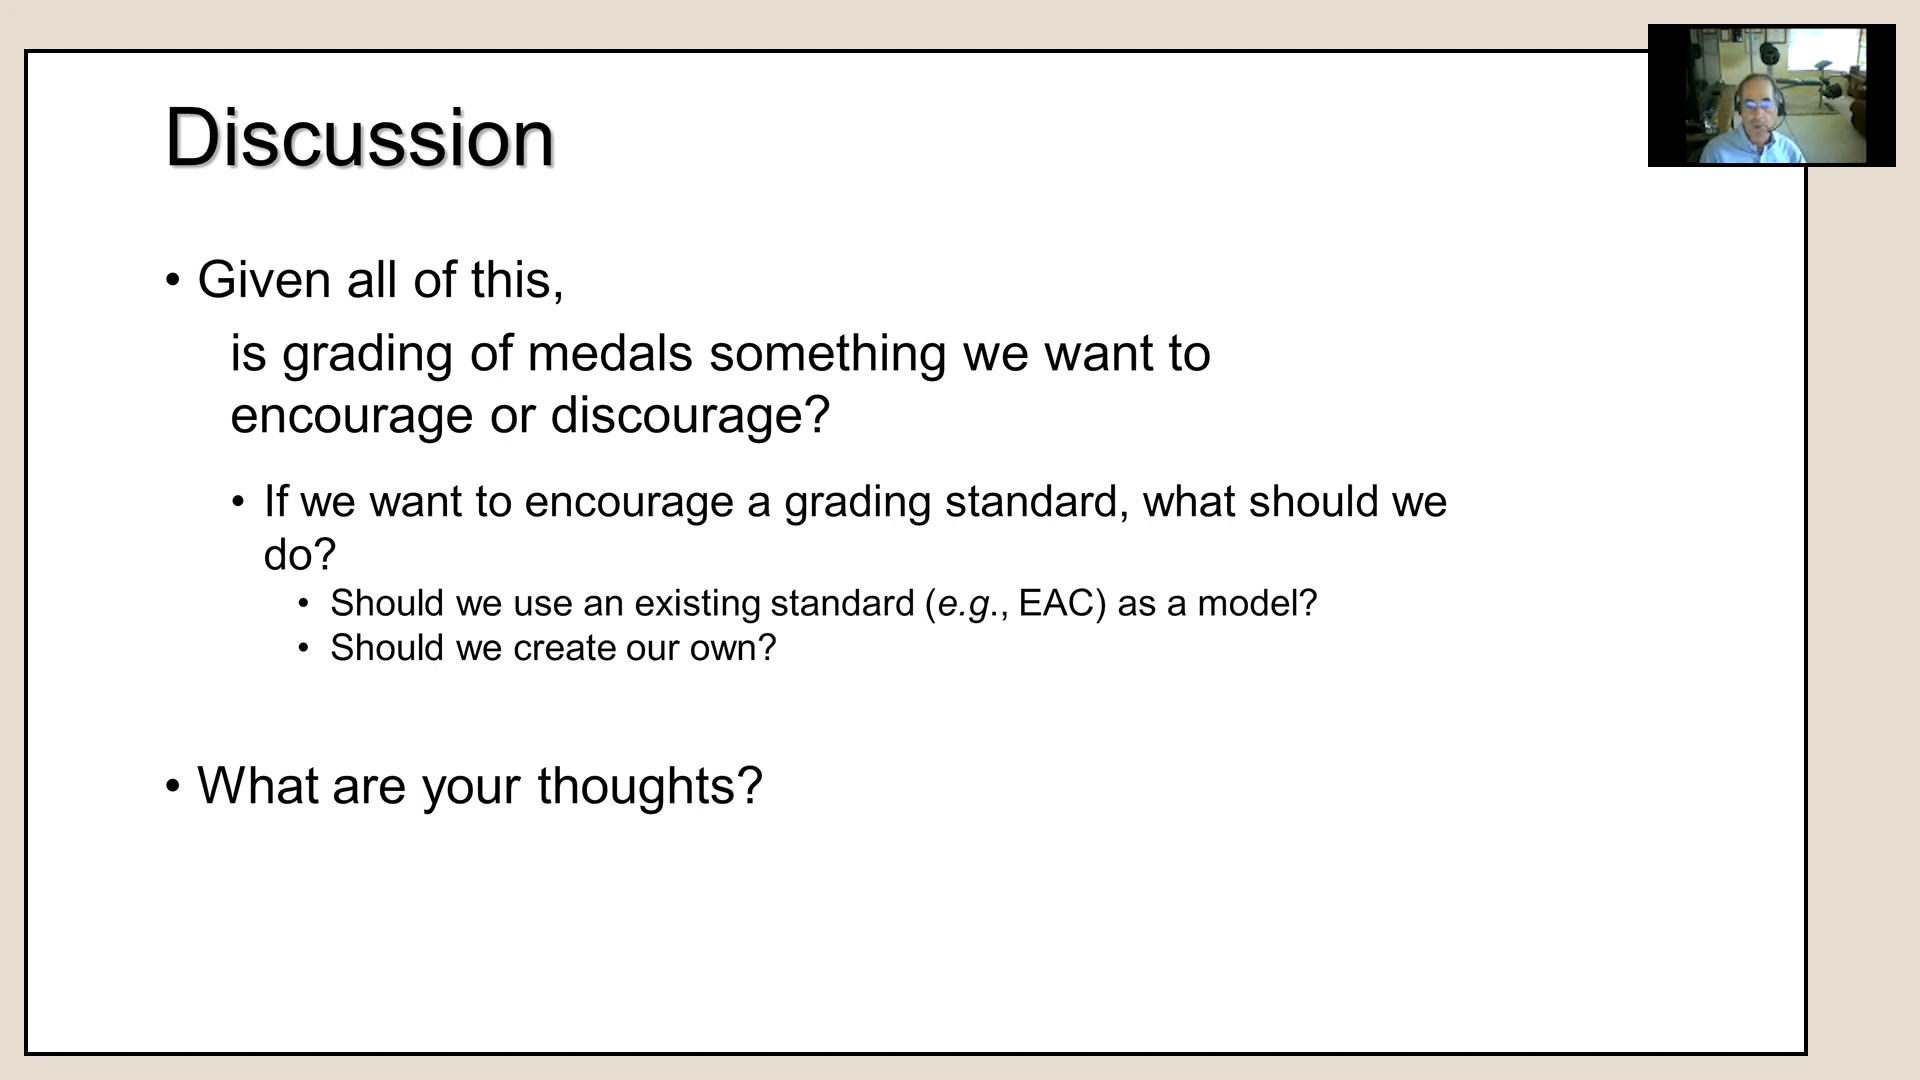 Discussion
• Given all of this,
is grading of medals something we want to
encourage or discourage?
• If we want to encourage a grading standard, what should we
do?
• Should we use an existing standard (e.g., EAC) as a model?
• Should we create our own?
• What are your thoughts?